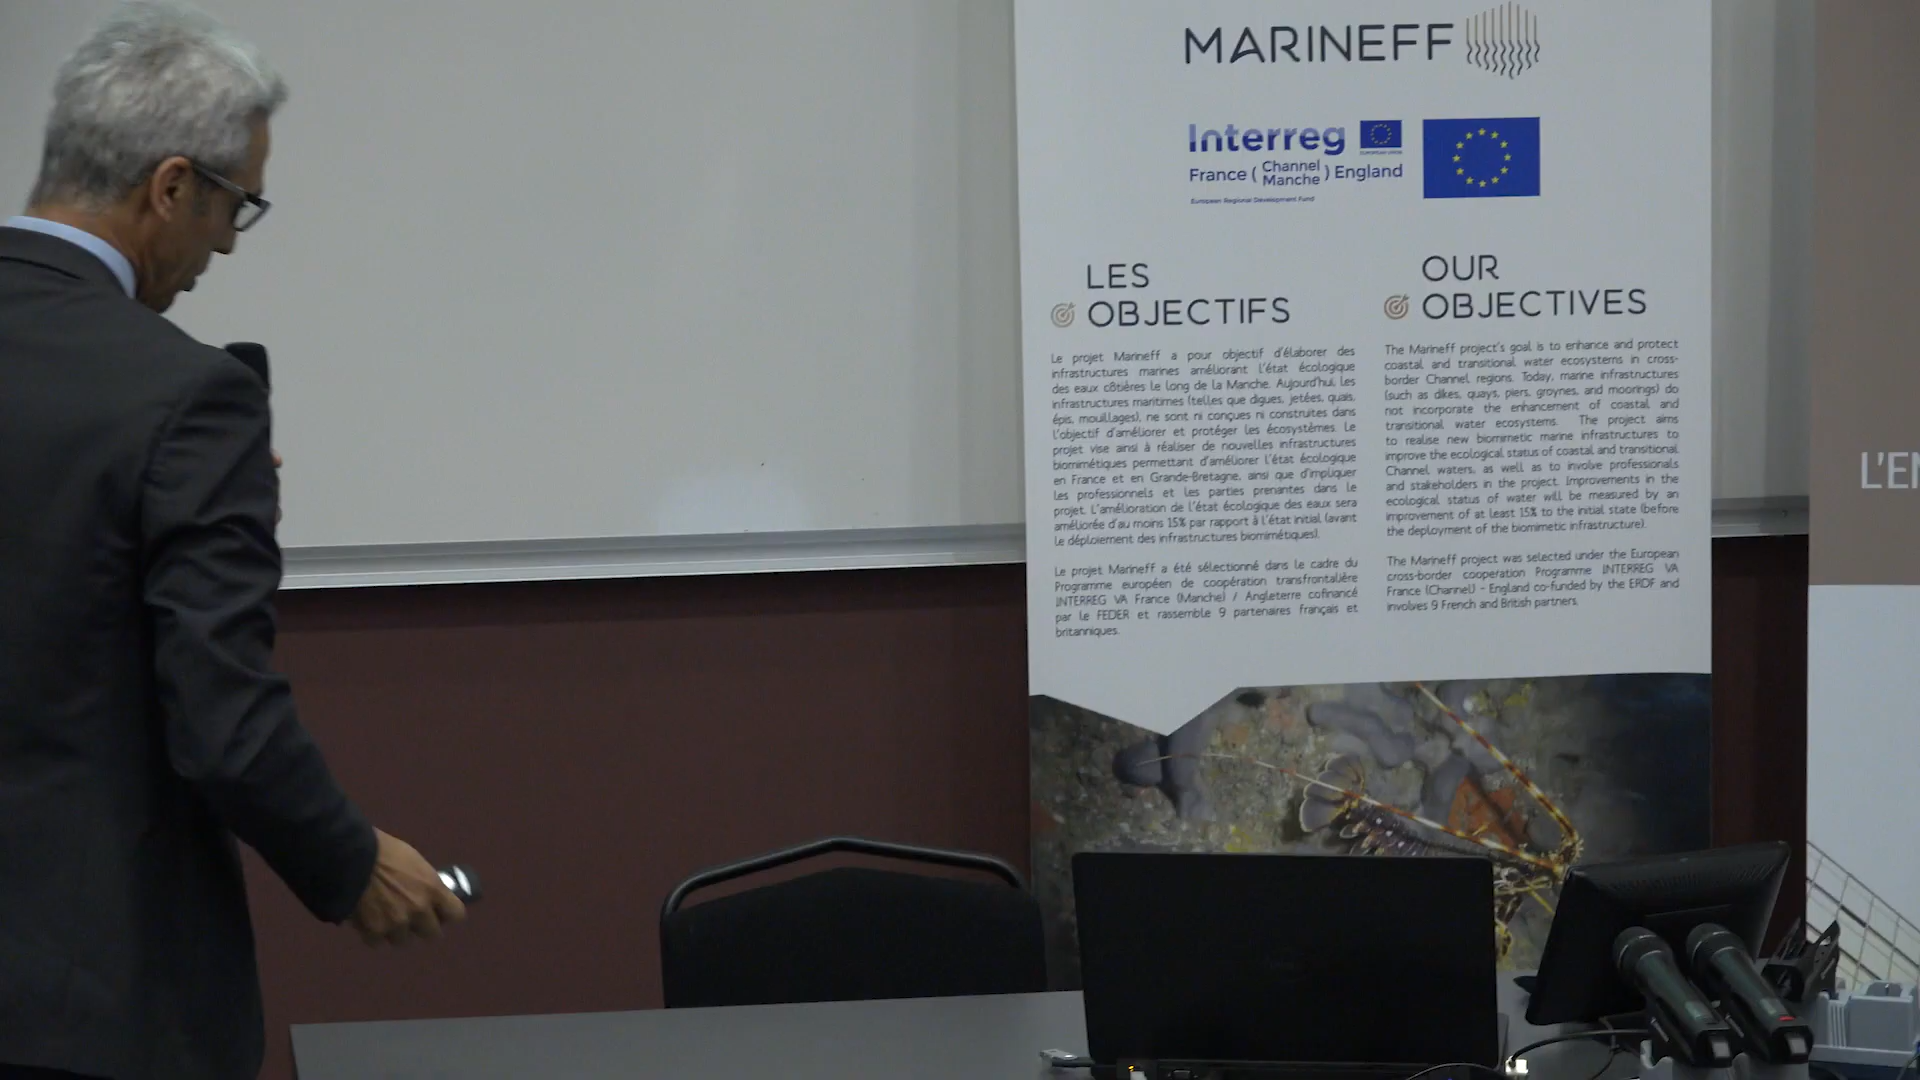 MARINEFF
Interreg
EUROPEAN UNION
France ( Channel Manche ) England
European Regional Development Fund
LES
OBJECTIFS
Le projet Marineff a pour objectif d'élaborer des
infrastructures marines améliorant l'état écologique
des eaux côtières le long de la Manche. Aujourd'hui, les
infrastructures maritimes (telles que digues, jetées, quais,
épis, mouillages), ne sont ni conçues ni construites dans
l'objectif d'améliorer et protéger les écosystèmes. Le
projet vise ainsi à réaliser de nouvelles infrastructures
biomimétiques permettant d'améliorer l'état écologique
en France et en Grande-Bretagne, ainsi que d'impliquer
les professionnels et les parties prenantes dans le
projet. L'amélioration de l'état écologique des eaux sera
améliorée d'au moins 15% par rapport à l'état initial (avant
le déploiement des infrastructures biomimétiques).
Le projet Marineff a été sélectionné dans le cadre du
Programme européen de coopération transfrontalière
INTERREG VA France (Manche) / Angleterre cofinancé
par le FEDER et rassemble 9 partenaires français et
britanniques.
OUR
OBJECTIVES
The Marineff project's goal is to enhance and protect
coastal and transitional water ecosystems in cross-
border Channel regions. Today, marine infrastructures
(such as dikes, quays, piers, groynes, and moorings) do
not incorporate the enhancement of coastal and
transitional water ecosystems. The project aims
to realise new biomimetic marine infrastructures to
improve the ecological status of coastal and transitional
Channel waters, as well as to involve professionals
and stakeholders in the project. Improvements in the
ecological status of water will be measured by an
improvement of at least 15% to the initial state (before
the deployment of the biomimetic infrastructure).
The Marineff project was selected under the European
cross-border cooperation Programme INTERREG VA
France (Channel) - England co-funded by the ERDF and
involves 9 French and British partners.
L'EN